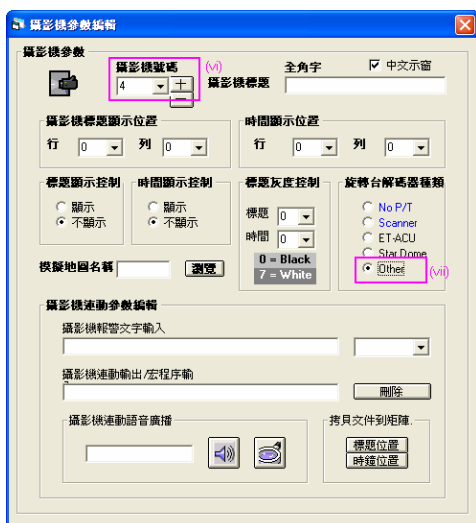 攝影機參數編輯
攝影機參數
攝影機號碼 (vi) 全角字 中文示窗
4 + 攝影機標題
−
攝影機標題顯示位置 時間顯示位置
行 0 列 0 行 0 列 0
標題顯示控制 時間顯示控制 標題灰度控制 旋轉台解碼器種類
顯示 顯示 標題 0 No P/T
不顯示 不顯示 時間 0 Scanner
ET-ACU
0 = Black Star Dome
模擬地圖名稱 瀏覽 7 = White Other (vii)
攝影機連動參數編輯
攝影機報警文字輸入
攝影機連動輸出/宏程序輸
刪除
攝影機連動語音廣播 拷貝文件到矩陣.
標題位置
時鐘位置